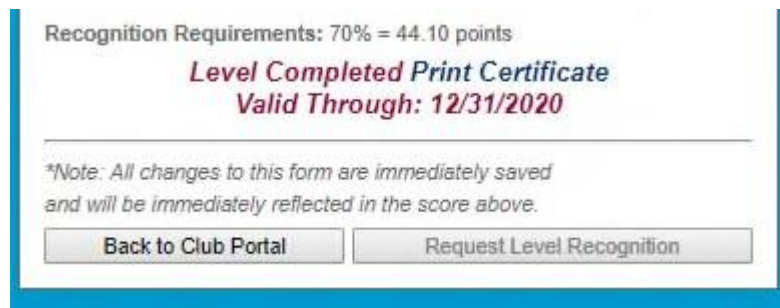 Recognition Requirements: 70% = 44.10 points
Level Completed Print Certificate
Valid Through: 12/31/2020
*Note: All changes to this form are immediately saved
and will be immediately reflected in the score above.
Back to Club Portal Request Level Recognition